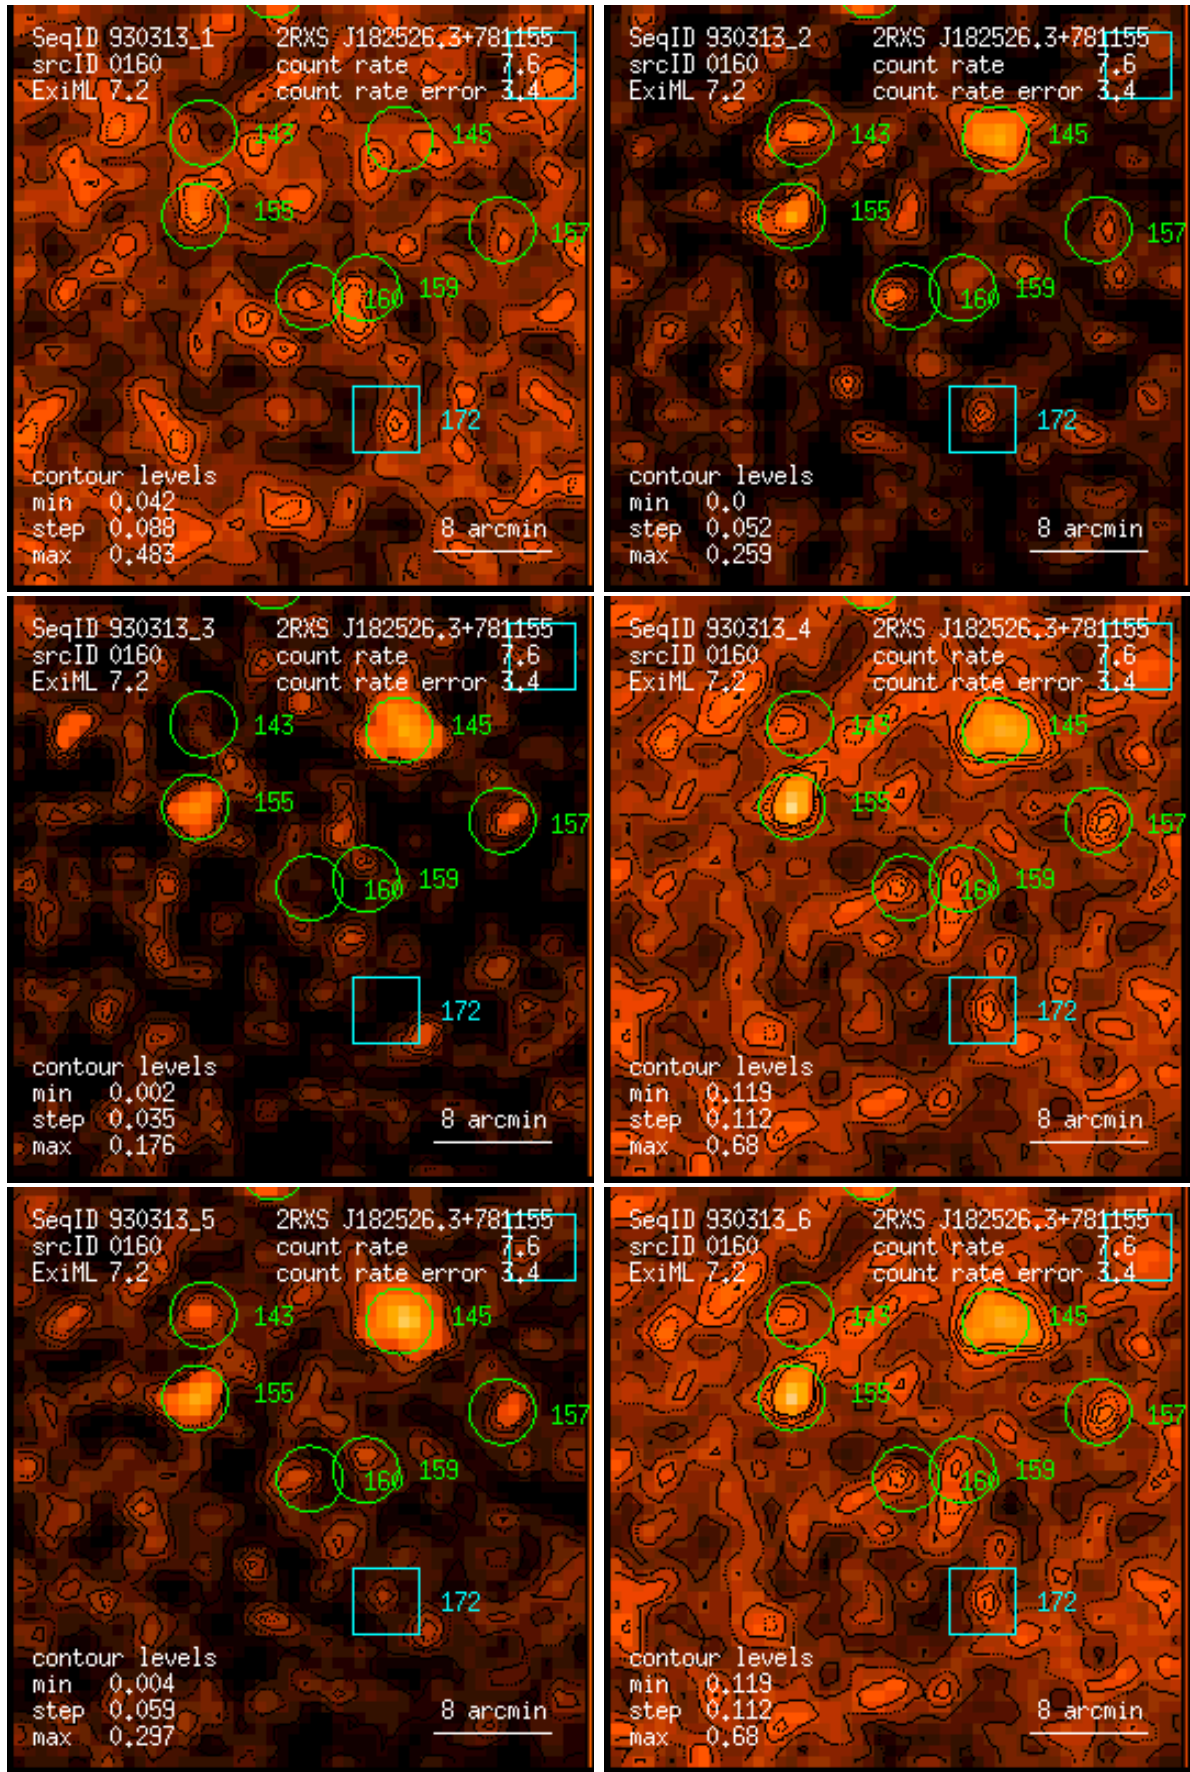 SeqID 930313_1 2RXS J182526.3+781155
srcID 0160 count rate 7.6
ExiML 7.2 count rate error 3.4
143
145
155
157
159
160
172
contour levels
min 0.042
step 0.088
max 0.483
8 arcmin
SeqID 930313_2 2RXS J182526.3+781155
srcID 0160 count rate 7.6
ExiML 7.2 count rate error 3.4
143
145
155
157
159
160
172
contour levels
min 0.0
step 0.052
max 0.259
8 arcmin
SeqID 930313_3 2RXS J182526.3+781155
srcID 0160 count rate 7.6
ExiML 7.2 count rate error 3.4
143
145
155
157
159
160
172
contour levels
min 0.002
step 0.035
max 0.176
8 arcmin
SeqID 930313_4 2RXS J182526.3+781155
srcID 0160 count rate 7.6
ExiML 7.2 count rate error 3.4
143
145
155
157
159
160
172
contour levels
min 0.119
step 0.112
max 0.68
8 arcmin
SeqID 930313_5 2RXS J182526.3+781155
srcID 0160 count rate 7.6
ExiML 7.2 count rate error 3.4
143
145
155
157
159
160
172
contour levels
min 0.004
step 0.059
max 0.297
8 arcmin
SeqID 930313_6 2RXS J182526.3+781155
srcID 0160 count rate 7.6
ExiML 7.2 count rate error 3.4
143
145
155
157
159
160
172
contour levels
min 0.119
step 0.112
max 0.68
8 arcmin